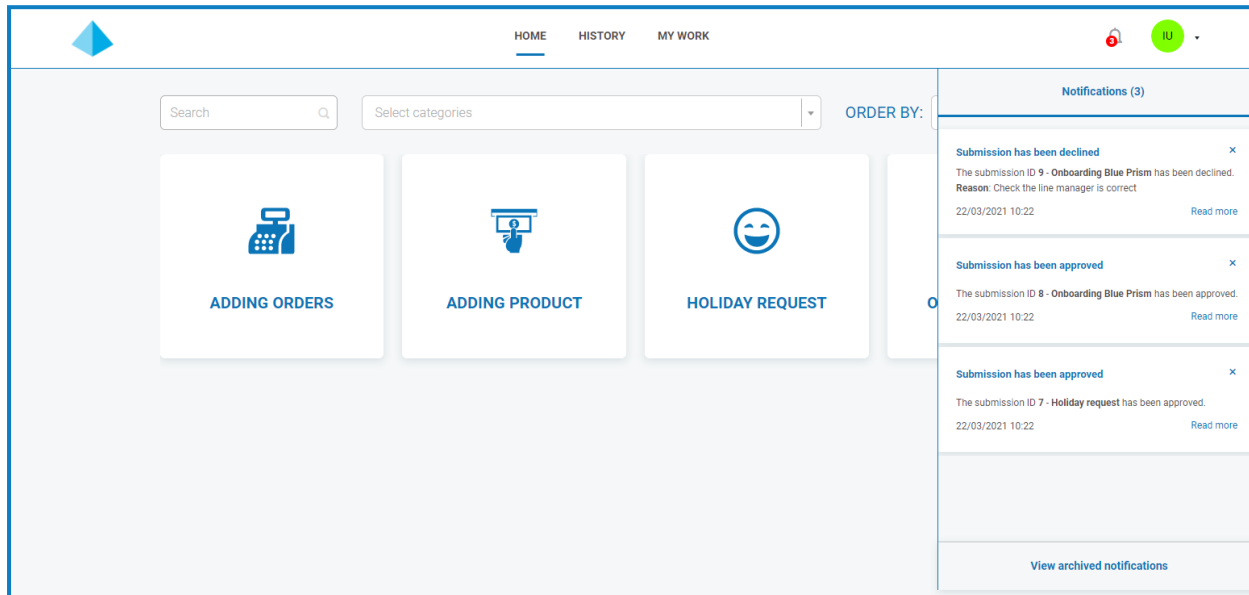 HOME HISTORY MY WORK
3
IU
Search
Select categories
ORDER BY:
ADDING ORDERS
ADDING PRODUCT
HOLIDAY REQUEST
O
Notifications (3)
Submission has been declined
The submission ID 9 - Onboarding Blue Prism has been declined.
Reason: Check the line manager is correct
22/03/2021 10:22 Read more
Submission has been approved
The submission ID 8 - Onboarding Blue Prism has been approved.
22/03/2021 10:22 Read more
Submission has been approved
The submission ID 7 - Holiday request has been approved.
22/03/2021 10:22 Read more
View archived notifications